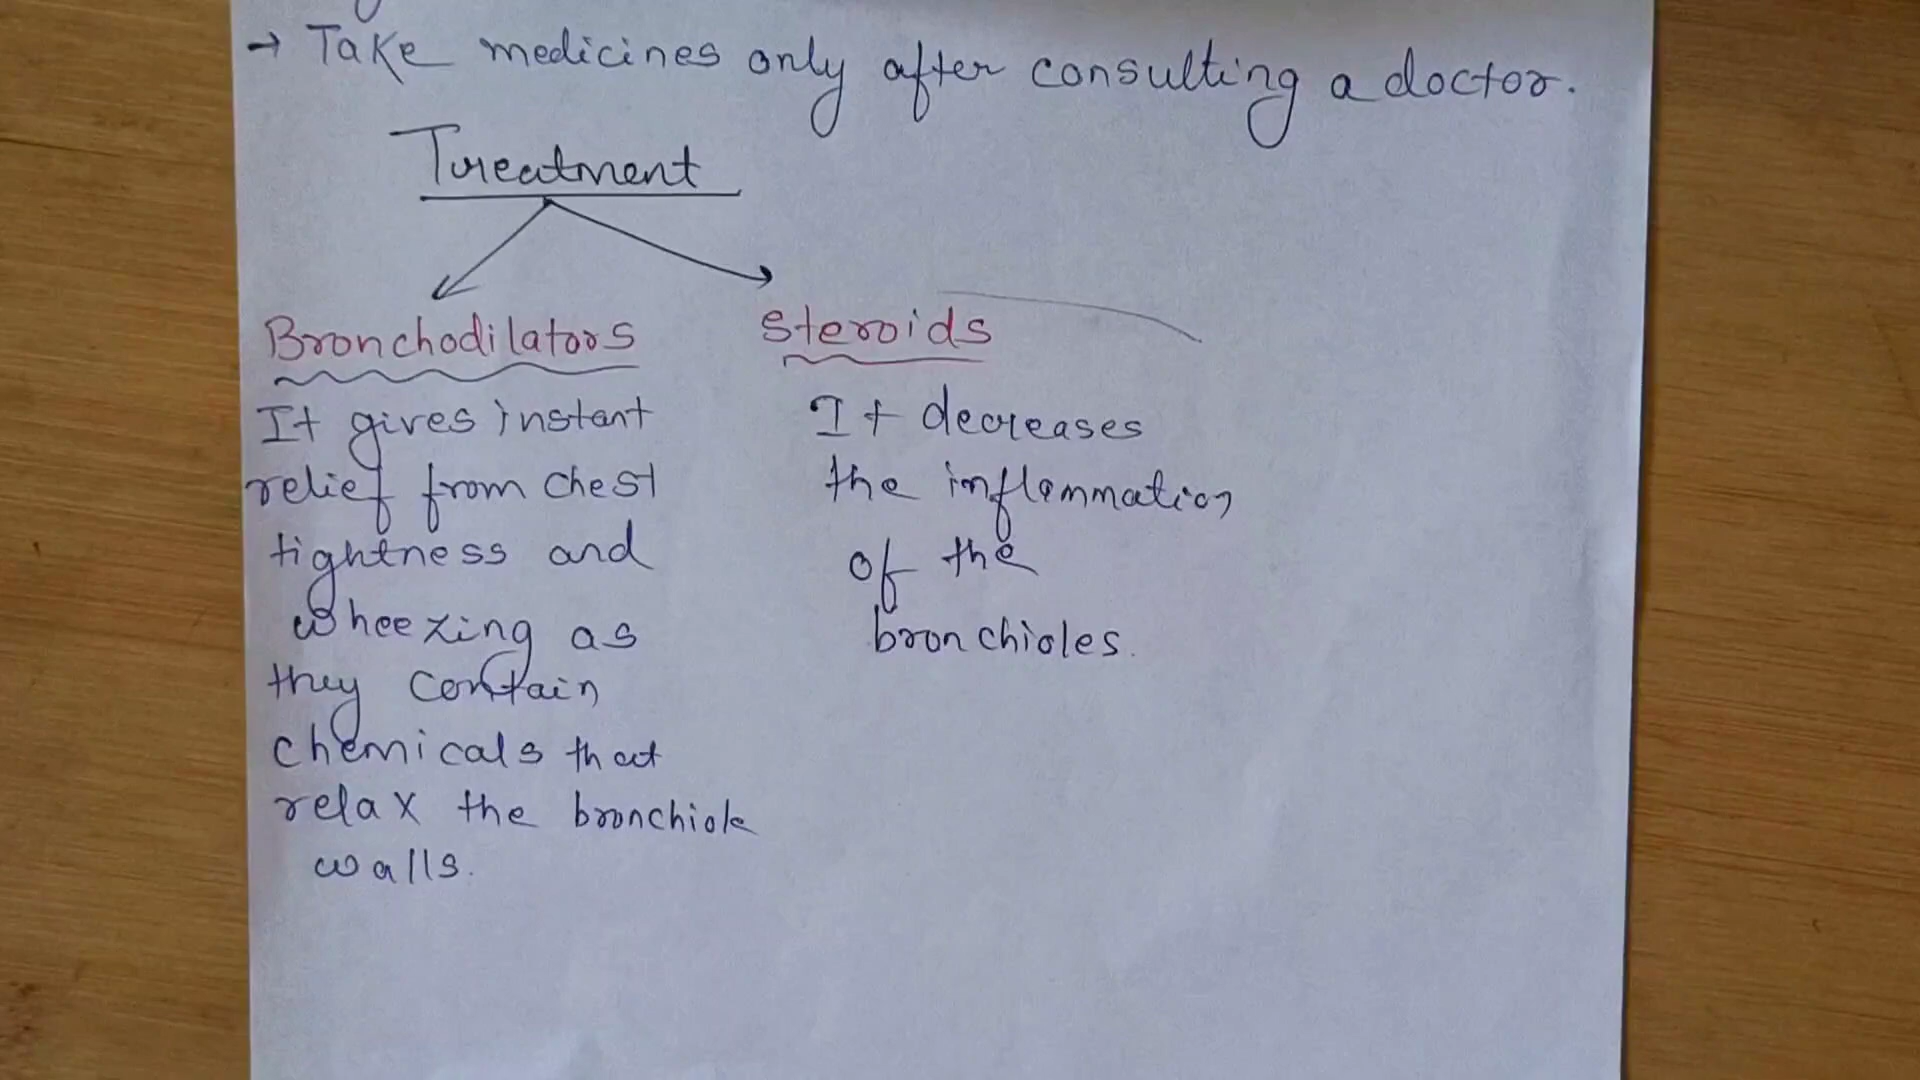 → Take medicines only after consulting a doctor.
Treatment
Bronchodilators
It gives instant
relief from chest
tightness and
wheezing as
they contain
chemicals that
relax the bronchiole
walls.
Steroids
It decreases
the inflammation
of the
bronchioles.